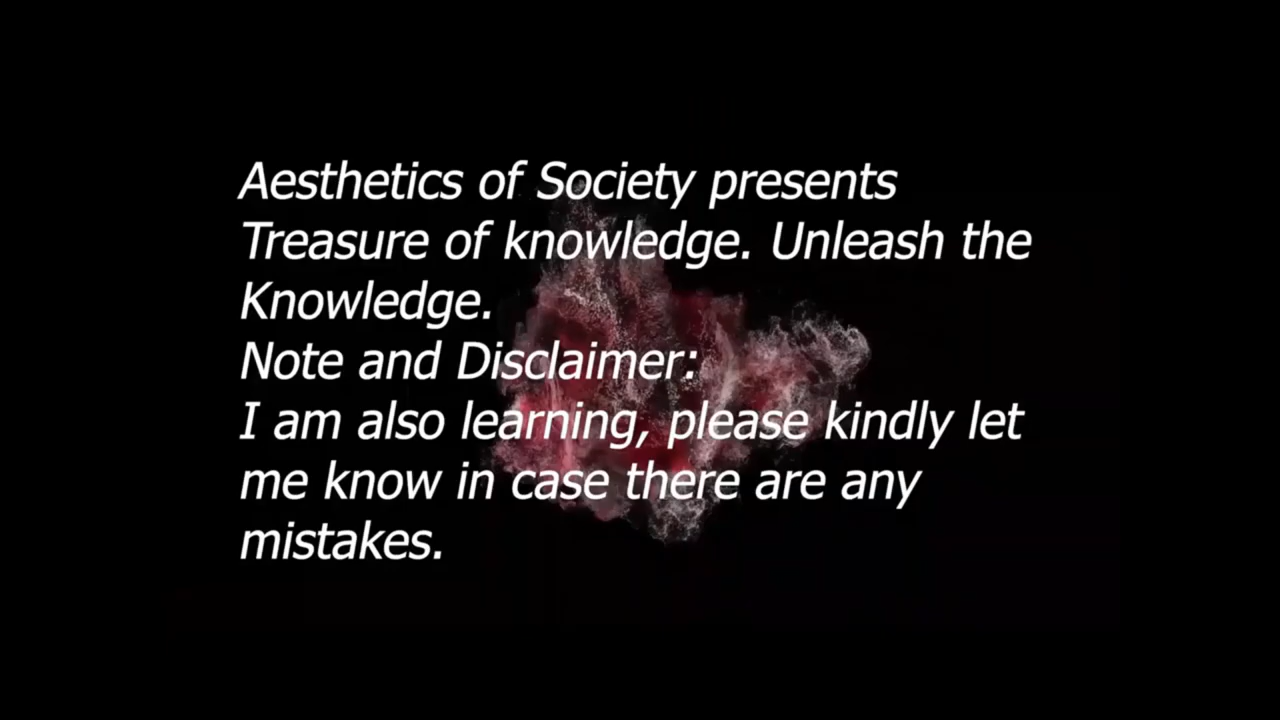 Aesthetics of Society presents
Treasure of knowledge. Unleash the
Knowledge.
Note and Disclaimer:
I am also learning, please kindly let
me know in case there are any
mistakes.